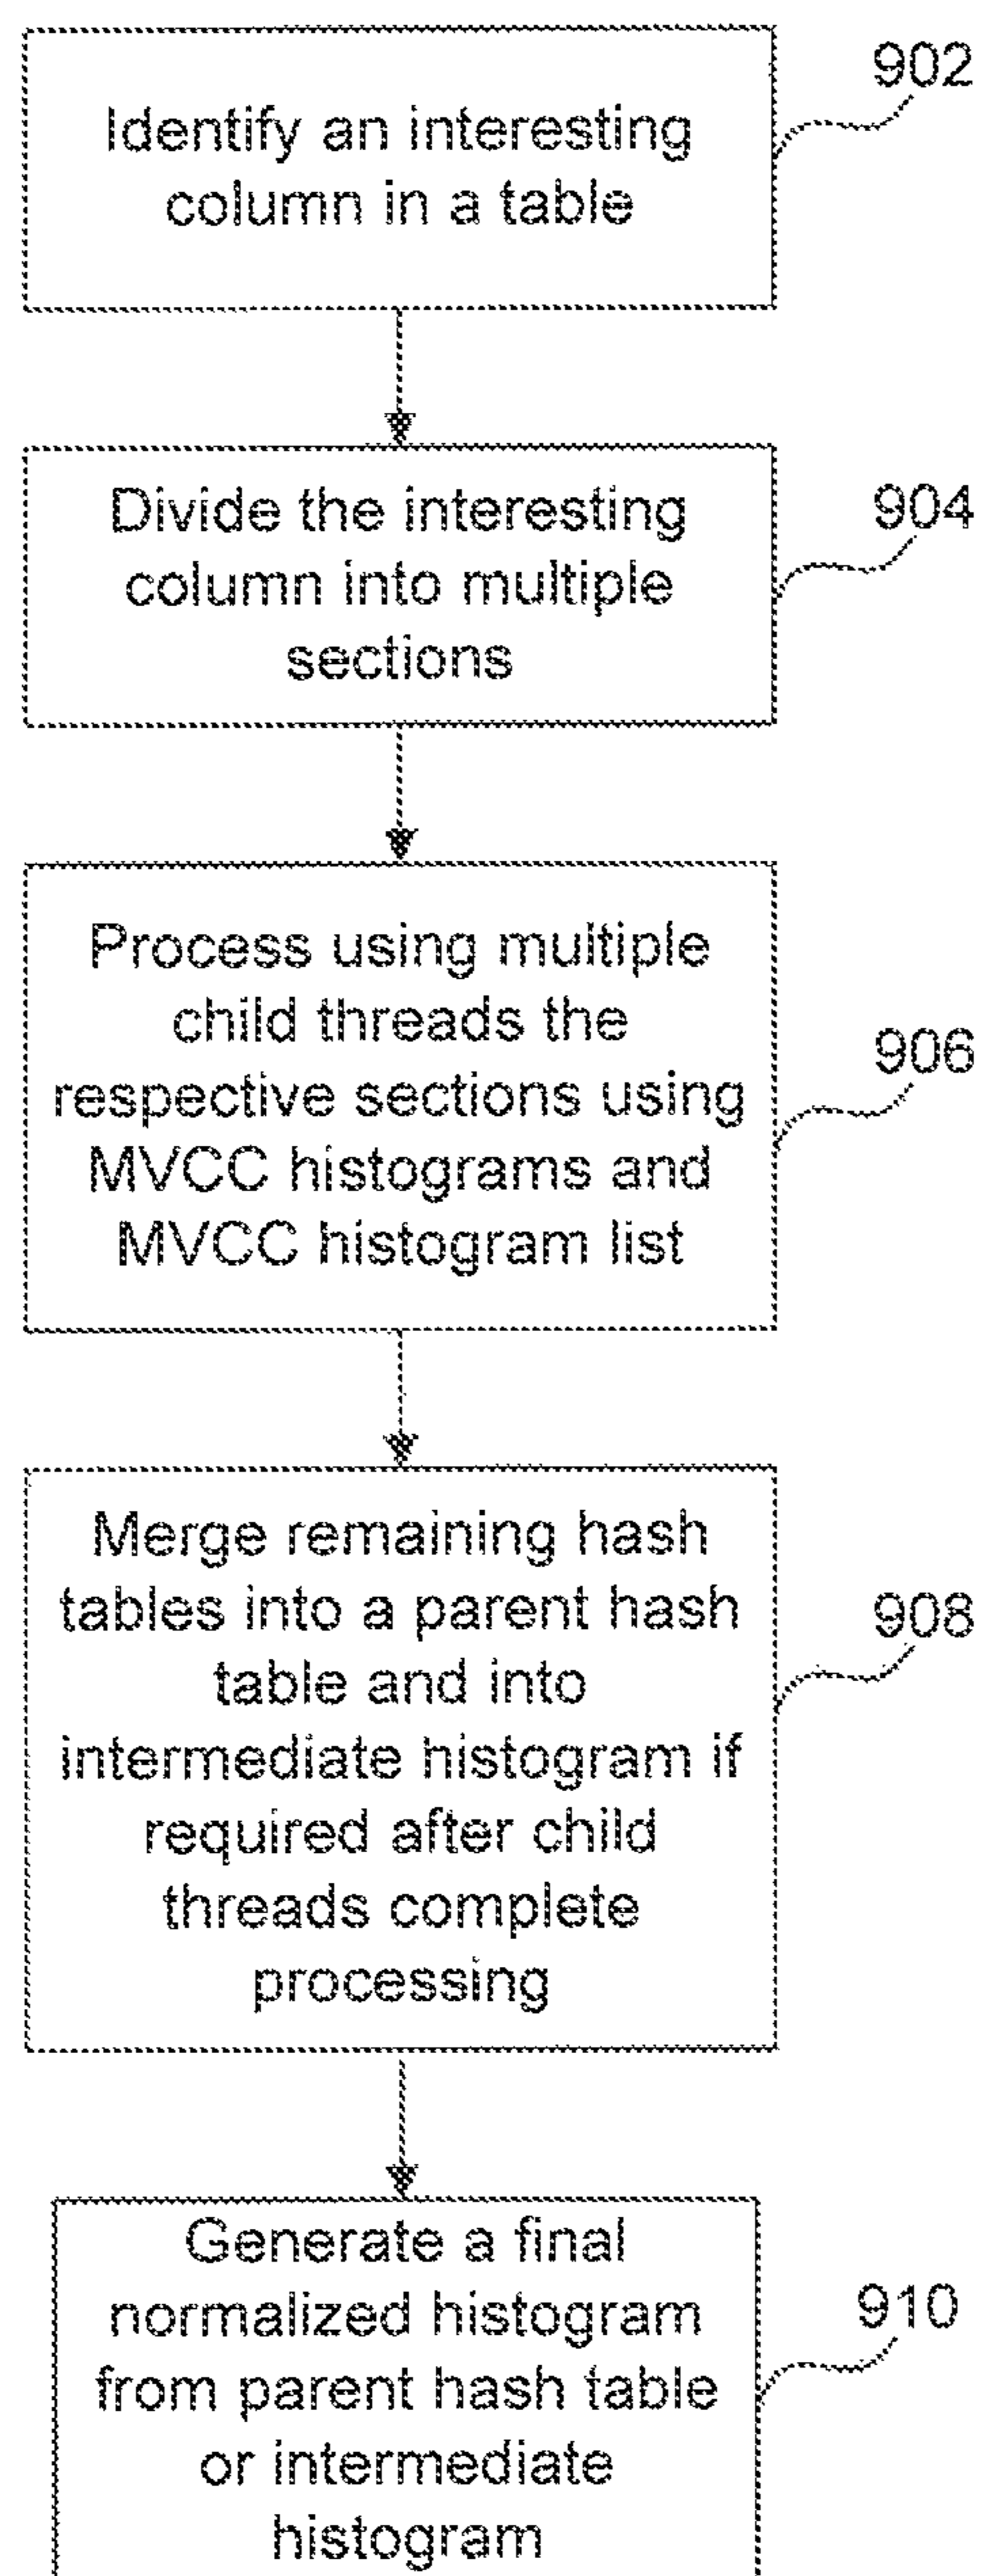 902
Identify an interesting
column in a table
904
Divide the interesting
column into multiple
sections
Process using multiple
child threads the
906
respective sections using
MVCC histograms and
MVCC histogram list
Merge remaining hash
tables into a parent hash
908
table and into
intermediate histogram if
required after child
threads complete
processing
Generate a final
normalized histogram
910
from parent hash table
or intermediate
histogram